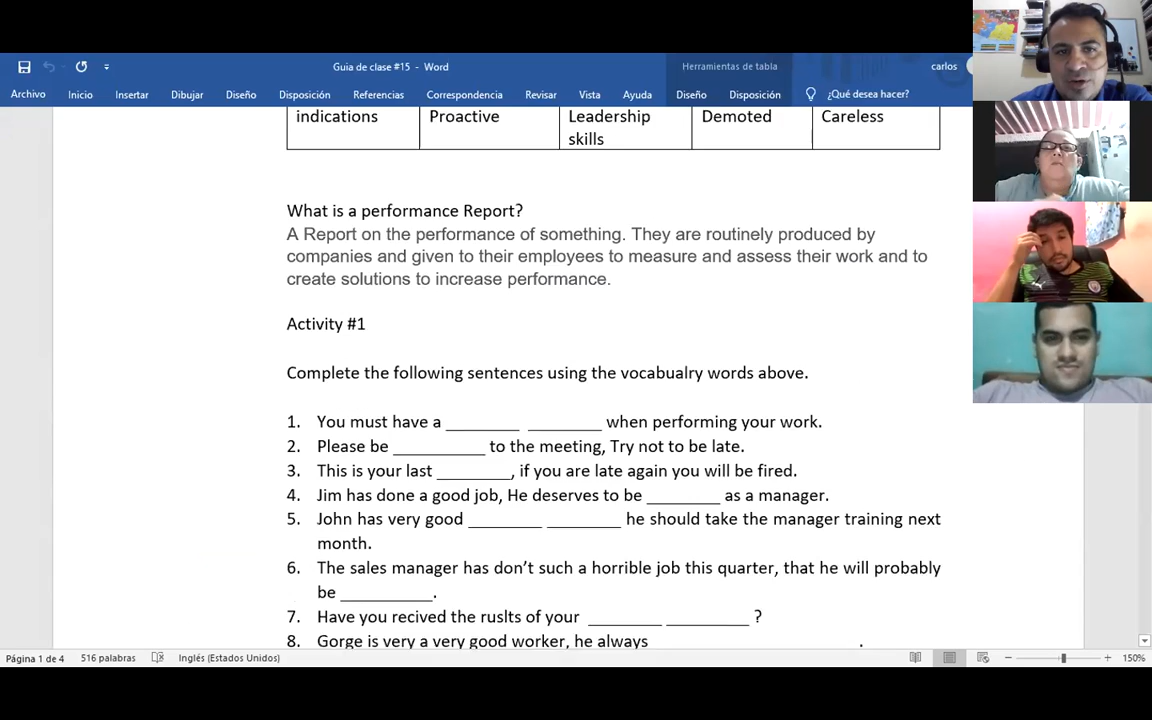 Guia de clase #15 - Word
Herramientas de tabla
carlos
Archivo Inicio Insertar Dibujar Diseño Disposición Referencias Correspondencia Revisar Vista Ayuda Diseño Disposición ¿Qué desea hacer?
indications Proactive Leadership Demoted Careless
skills
What is a performance Report?
A Report on the performance of something. They are routinely produced by
companies and given to their employees to measure and assess their work and to
create solutions to increase performance.
Activity #1
Complete the following sentences using the vocabualry words above.
1. You must have a ________ ________ when performing your work.
2. Please be __________ to the meeting, Try not to be late.
3. This is your last ________, if you are late again you will be fired.
4. Jim has done a good job, He deserves to be ________ as a manager.
5. John has very good ________ ________ he should take the manager training next
month.
6. The sales manager has don’t such a horrible job this quarter, that he will probably
be __________.
7. Have you recived the ruslts of your ________ _________ ?
8. Gorge is very a very good worker, he always .
Página 1 de 4 516 palabras Inglés (Estados Unidos) 150%